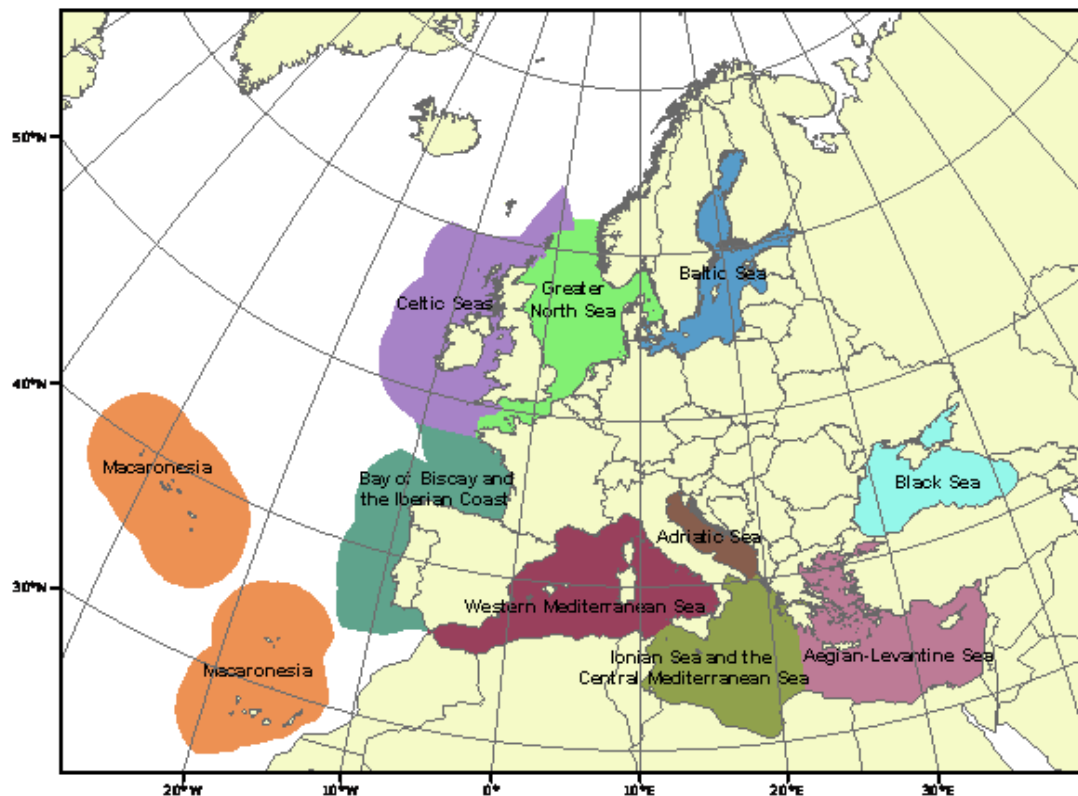 50°N
Baltic Sea
Celtic Seas
Greater
North Sea
40°N
Macaronesia
Bay of Biscay and
the Iberian Coast
Black Sea
Adriatic Sea
30°N
Western Mediterranean Sea
Ionian Sea and the
Central Mediterranean Sea
Aegian-Levantine Sea
Macaronesia
20°W
10°W
0°
10°E
20°E
30°E